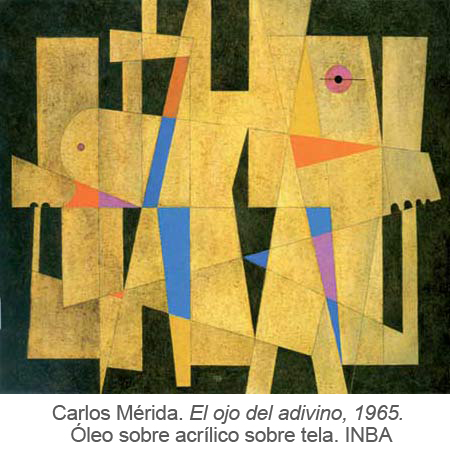 Carlos Mérida. El ojo del adivino, 1965.
Óleo sobre acrílico sobre tela. INBA